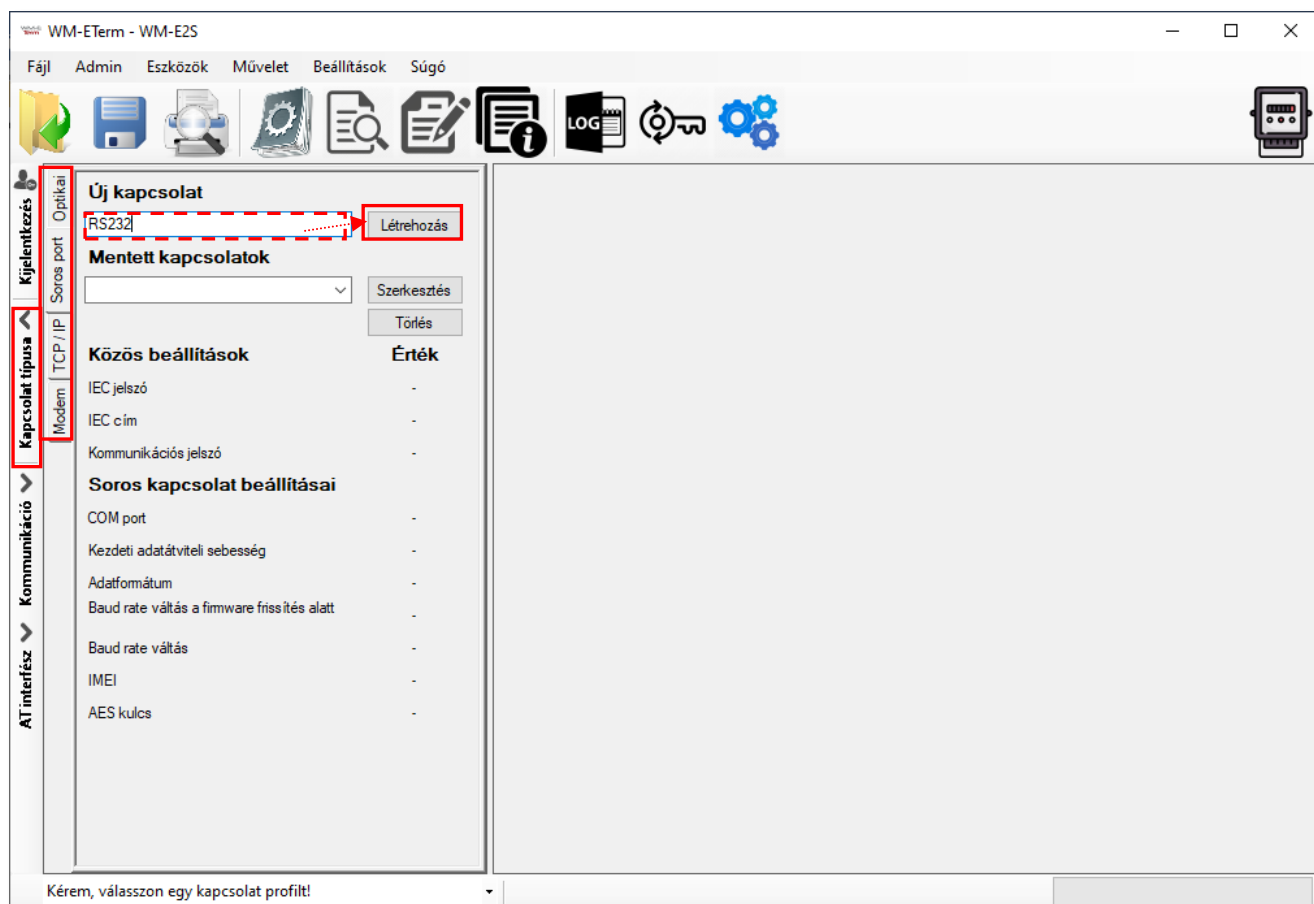 WM-ETerm - WM-E2S
Fájl Admin Eszközök Művelet Beállítások Súgó
LOG
Kijelentkezés
Kapcsolat típusa
Kommunikáció
AT interfész
Optikai
Soros port
TCP / IP
Modem
Új kapcsolat
RS232 Létrehozás
Mentett kapcsolatok
Szerkesztés
Törlés
Közös beállítások Érték
IEC jelszó -
IEC cím -
Kommunikációs jelszó -
Soros kapcsolat beállításai
COM port -
Kezdeti adatátviteli sebesség -
Adatformátum -
Baud rate váltás a firmware frissítés alatt -
Baud rate váltás -
IMEI -
AES kulcs -
Kérem, válasszon egy kapcsolat profilt!